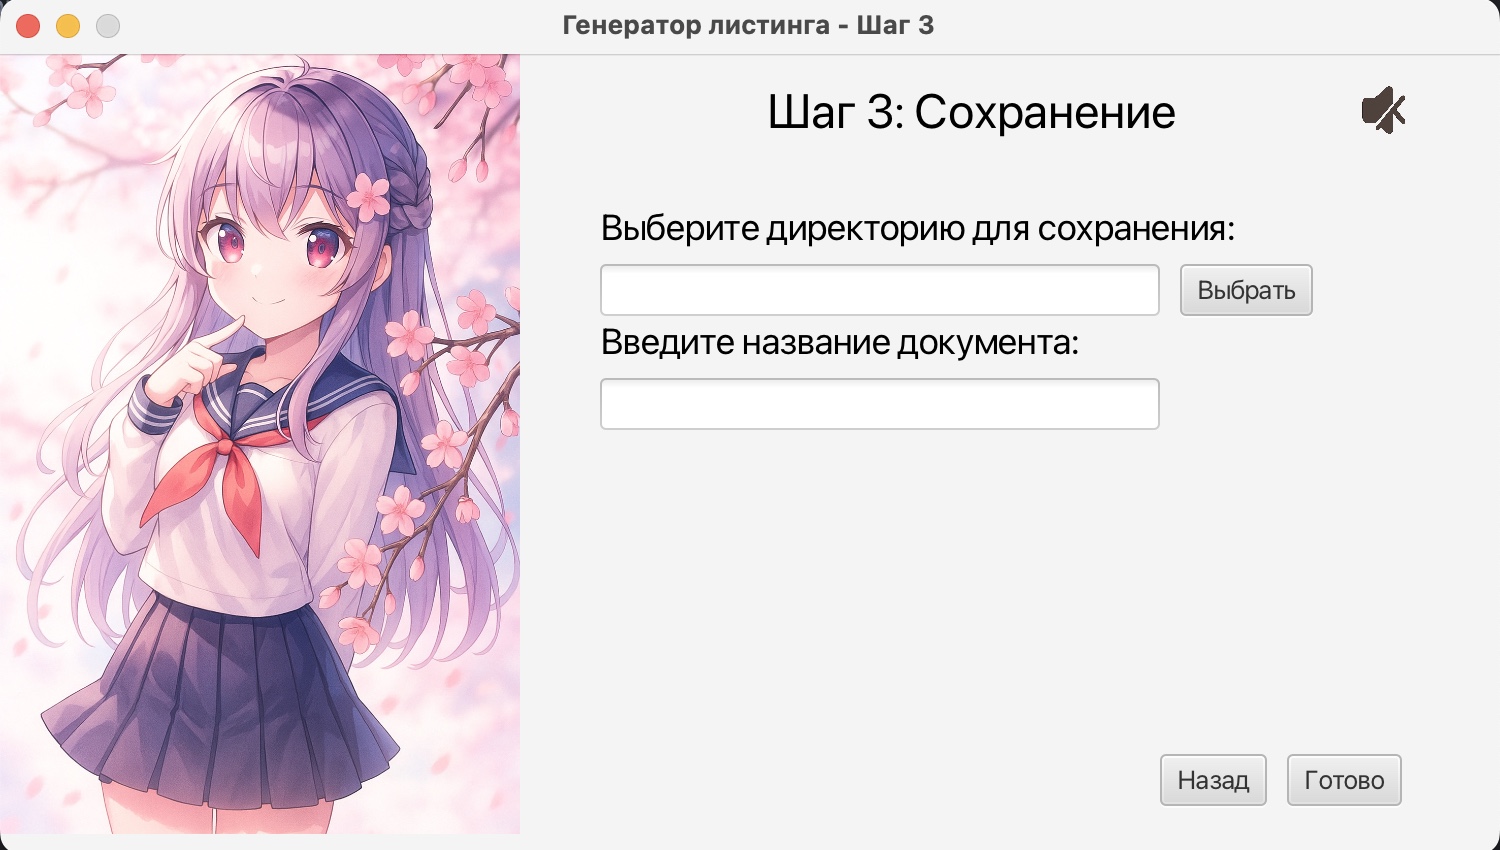 Генератор листинга - Шаг 3
Шаг 3: Сохранение
Выберите директорию для сохранения:
Выбрать
Введите название документа:
Назад
Готово